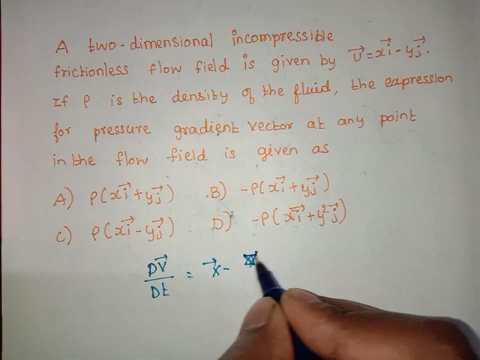 A two-dimensional incompressible
frictionless flow field is given by u⃗ = xi⃗ - yj⃗.
If ρ is the density of the fluid, the expression
for pressure gradient vector at any point
in the flow field is given as
A) ρ(xi⃗ + yj⃗) B) -ρ(xi⃗ + yj⃗)
C) ρ(xi⃗ - yj⃗) D) -ρ(xi⃗ + y²j⃗)
DV⃗/Dt = x⃗ -